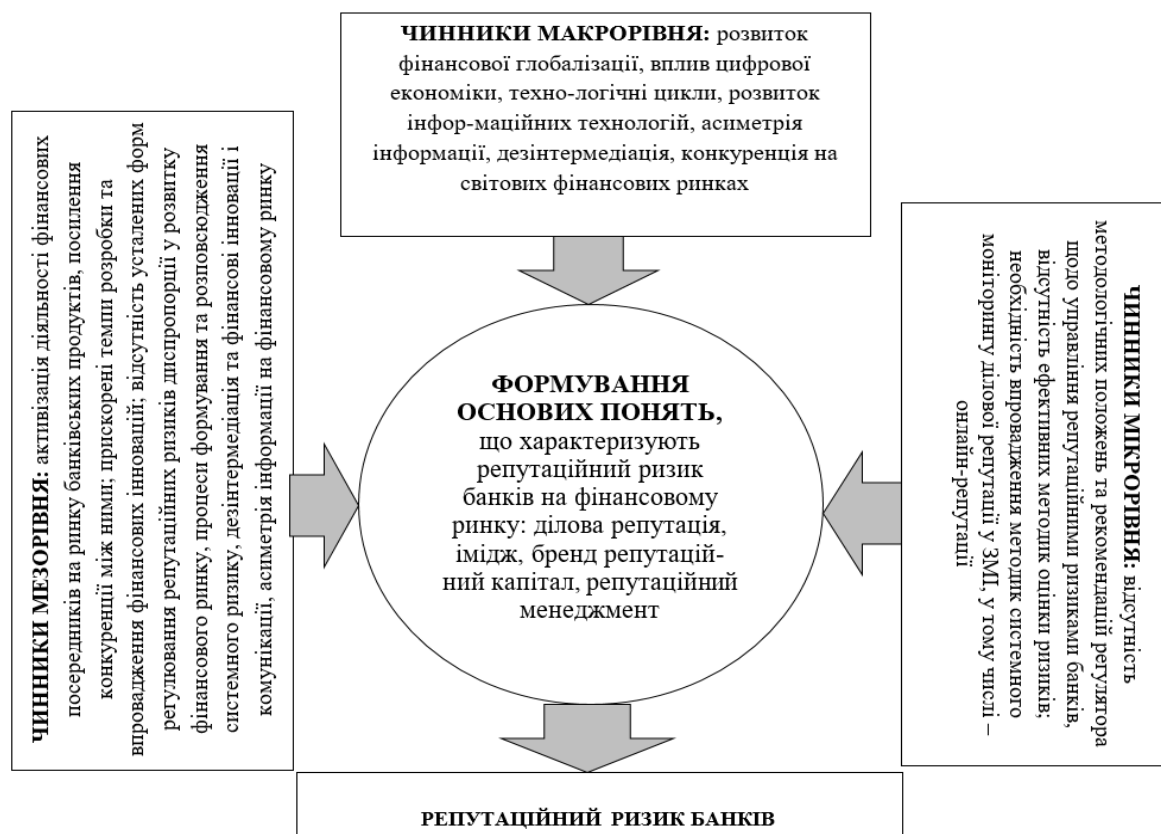 ЧИННИКИ МАКРОРІВНЯ: розвиток
фінансової глобалізації, вплив цифрової
економіки, техно-логічні цикли, розвиток
інфор-маційних технологій, асиметрія
інформації, дезінтермедіація, конкуренція на
світових фінансових ринках
ЧИННИКИ МЕЗОРІВНЯ: активізація діяльності фінансових
посередників на ринку банківських продуктів, посилення
конкуренції між ними; прискорені темпи розробки та
впровадження фінансових інновацій; відсутність усталених форм
регулювання репутаційних ризиків диспропорції у розвитку
фінансового ринку, процеси формування та розповсюдження
системного ризику, дезінтермедіація та фінансові інновації і
комунікації, асиметрія інформації на фінансовому ринку
ФОРМУВАННЯ
ОСНОВИХ ПОНЯТЬ,
що характеризують
репутаційний ризик
банків на фінансовому
ринку: ділова репутація,
імідж, бренд репутацій-
ний капітал, репутаційний
менеджмент
ЧИННИКИ МІКРОРІВНЯ: відсутність
методологічних положень та рекомендацій регулятора
щодо управління репутаційними ризиками банків,
відсутність ефективних методик оцінки ризиків;
необхідність впровадження методик системного
моніторингу ділової репутації у ЗМІ, у тому числі –
онлайн-репутації
РЕПУТАЦІЙНИЙ РИЗИК БАНКІВ